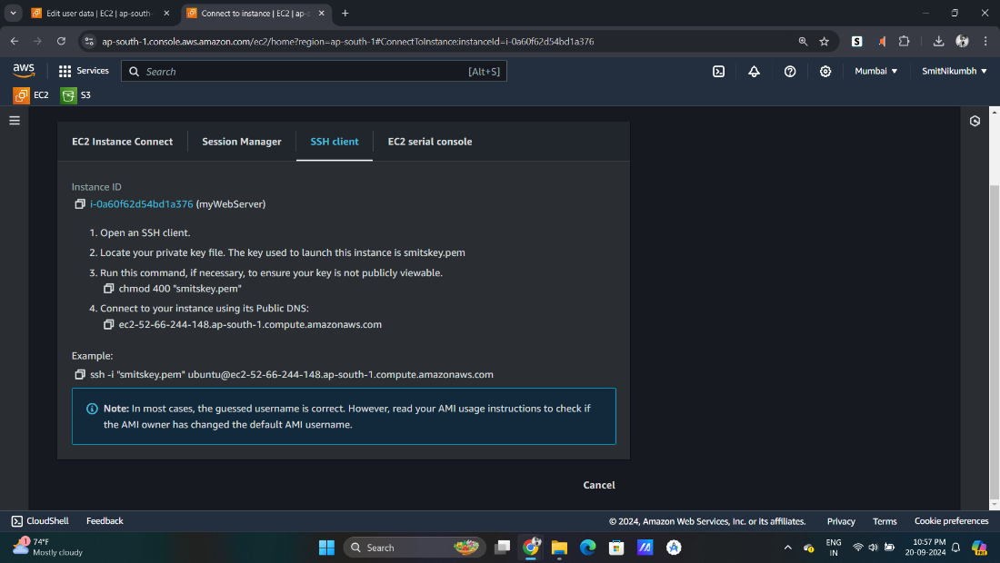 Edit user data | EC2 | ap-south-
Connect to instance | EC2 | ap-s
ap-south-1.console.aws.amazon.com/ec2/home?region=ap-south-1#ConnectToInstance:instanceId=i-0a60f62d54bd1a376
aws
Services
Search
[Alt+S]
Mumbai
SmitNikumbh
EC2
S3
EC2 Instance Connect
Session Manager
SSH client
EC2 serial console
Instance ID
i-0a60f62d54bd1a376 (myWebServer)
1. Open an SSH client.
2. Locate your private key file. The key used to launch this instance is smitskey.pem
3. Run this command, if necessary, to ensure your key is not publicly viewable.
chmod 400 "smitskey.pem"
4. Connect to your instance using its Public DNS:
ec2-52-66-244-148.ap-south-1.compute.amazonaws.com
Example:
ssh -i "smitskey.pem" ubuntu@ec2-52-66-244-148.ap-south-1.compute.amazonaws.com
Note: In most cases, the guessed username is correct. However, read your AMI usage instructions to check if
the AMI owner has changed the default AMI username.
Cancel
CloudShell
Feedback
© 2024, Amazon Web Services, Inc. or its affiliates.
Privacy
Terms
Cookie preferences
1
74°F
Mostly cloudy
Search
ENG
IN
10:57 PM
20-09-2024